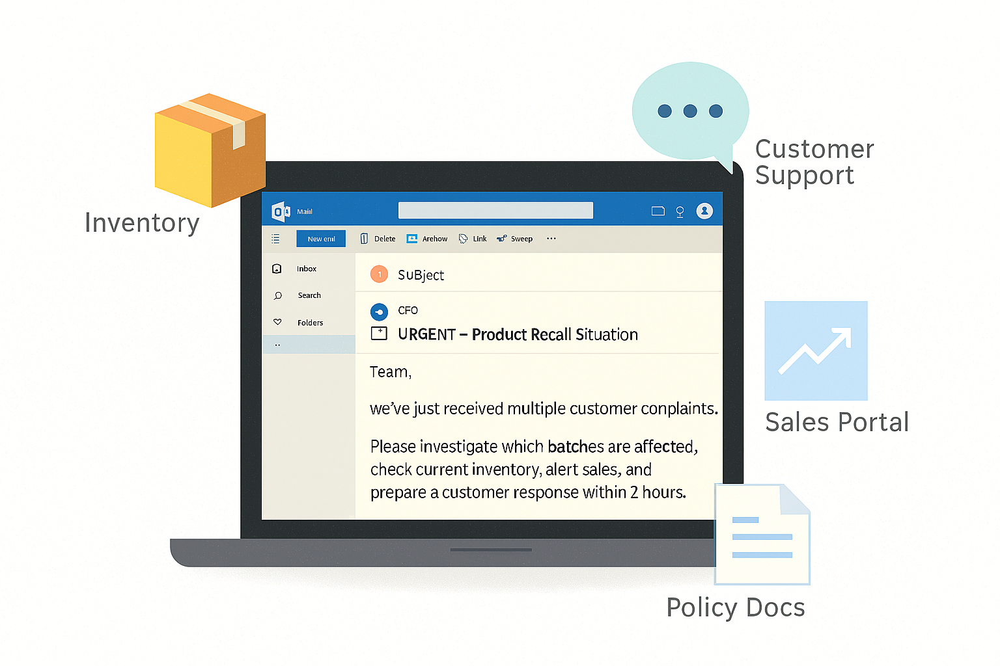 Customer
Support
Inventory
Maiil
New enl
Delete
Arehow
Link
Sweep
Inbox
Search
Folders
1
SuBject
CFO
URGENT – Product Recall Situation
Team,
we've just received multiple customer conplaints.
Please investigate which batches are affected,
check current inventory, alert sales, and
prepare a customer response within 2 hours.
Sales Portal
Policy Docs